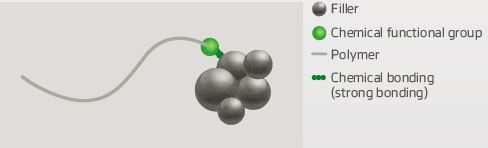 Filler
Chemical functional group
Polymer
Chemical bonding
(strong bonding)